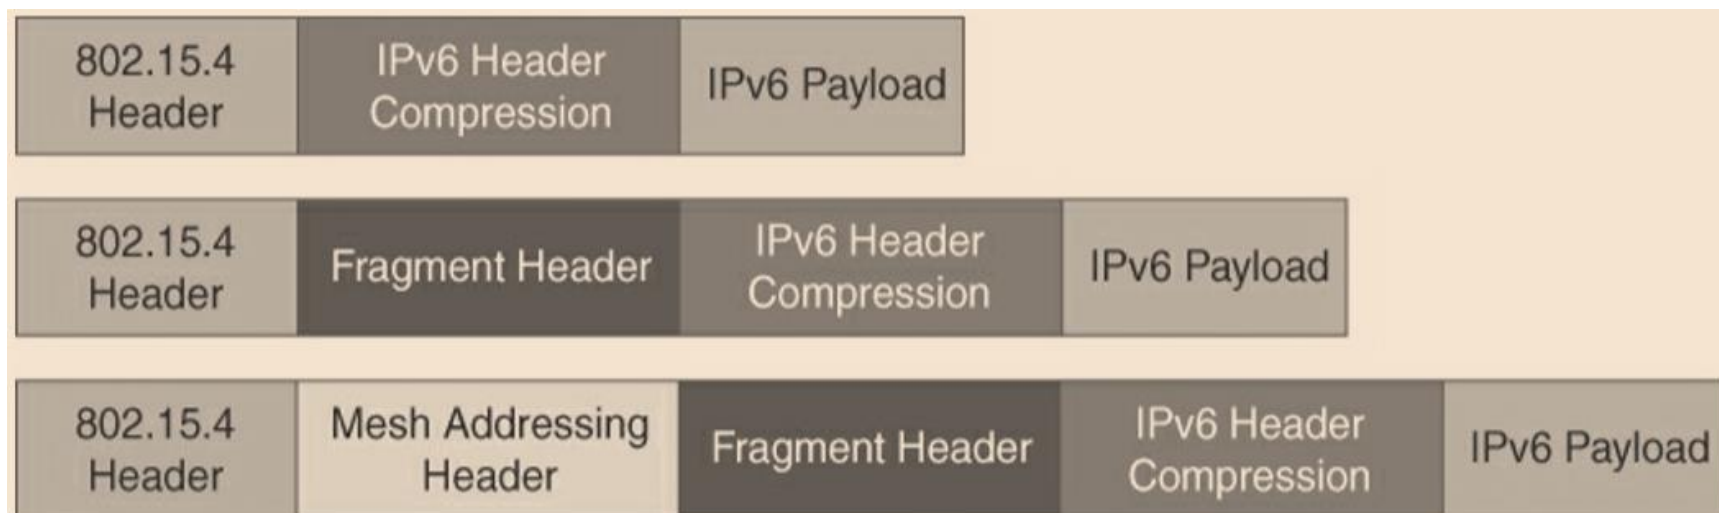 802.15.4
Header
IPv6 Header
Compression
IPv6 Payload
802.15.4
Header
Fragment Header
IPv6 Header
Compression
IPv6 Payload
802.15.4
Header
Mesh Addressing
Header
Fragment Header
IPv6 Header
Compression
IPv6 Payload